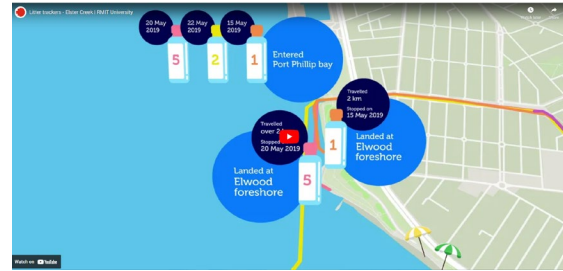 Litter trackers - Elster Creek | RMIT University
20 May
2019
22 May
2019
15 May
2019
5
2
1
Entered
Port Phillip bay
Travelled
2 km
Stopped on
15 May 2019
1
Landed at
Elwood
foreshore
Travelled
over 2
Stopped
20 May 2019
Landed at
Elwood
foreshore
5
Watch on YouTube